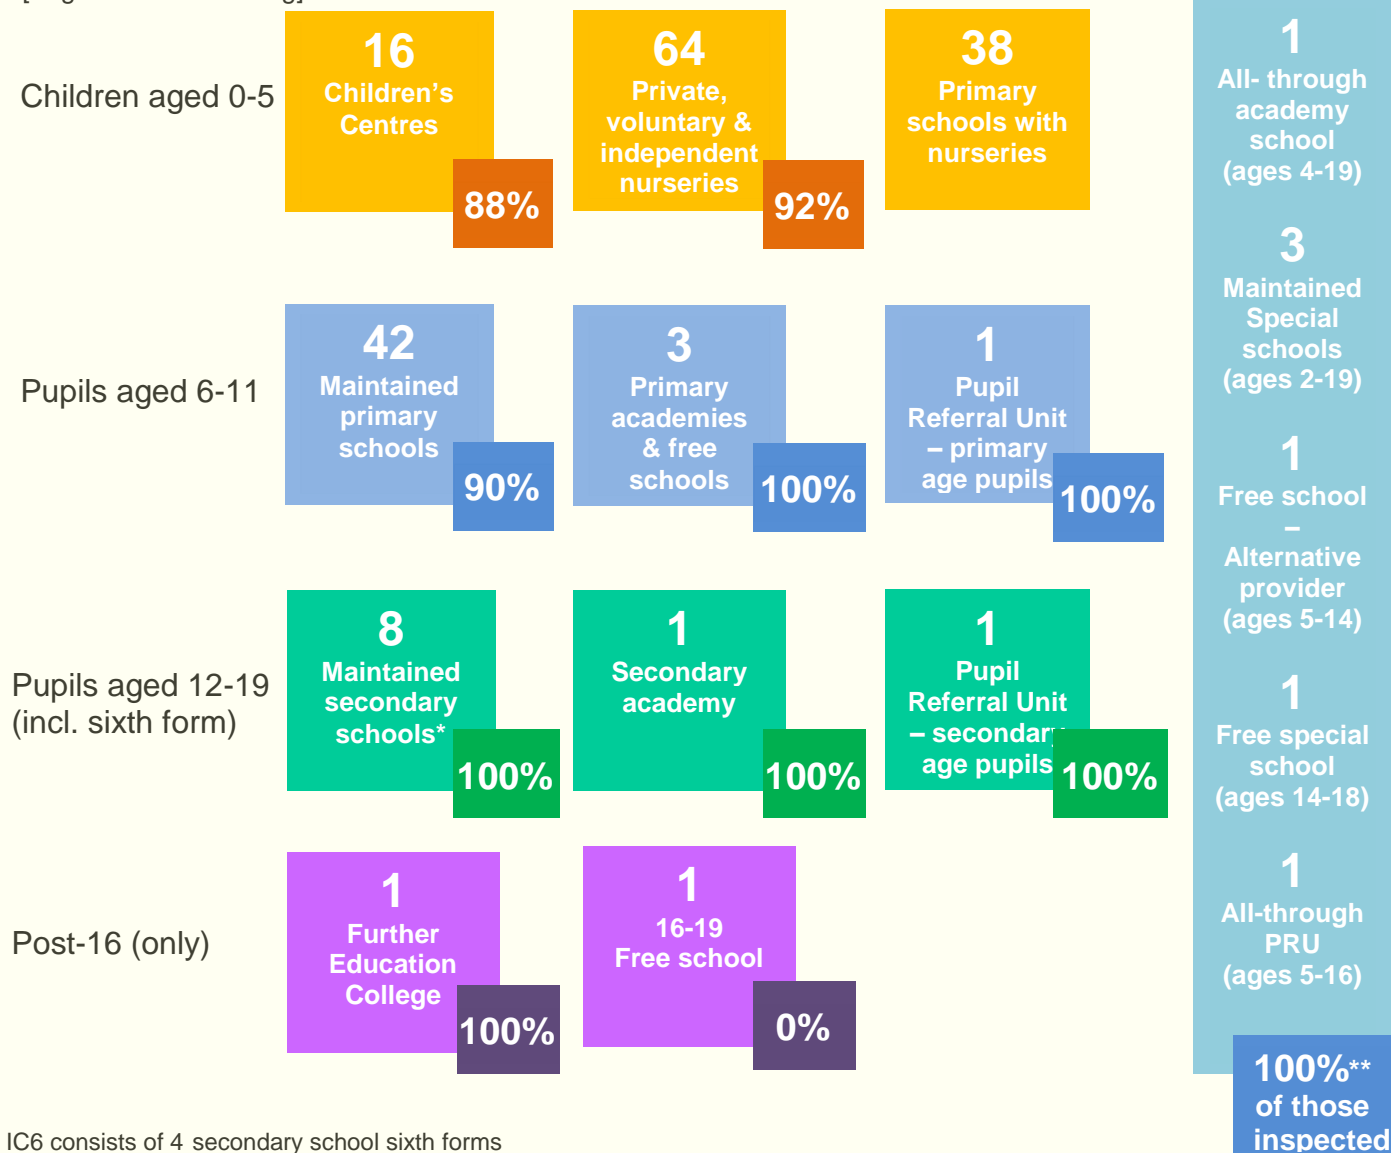 Children aged 0-5
16
Children's
Centres
88%
64
Private,
voluntary &
independent
nurseries
92%
38
Primary
schools with
nurseries
Pupils aged 6-11
42
Maintained
primary
schools
90%
3
Primary
academies
& free
schools
100%
1
Pupil
Referral Unit
– primary
age pupils
100%
Pupils aged 12-19
(incl. sixth form)
8
Maintained
secondary
schools*
100%
1
Secondary
academy
100%
1
Pupil
Referral Unit
– secondary
age pupils
100%
Post-16 (only)
1
Further
Education
College
100%
1
16-19
Free school
0%
1
All- through
academy
school
(ages 4-19)
3
Maintained
Special
schools
(ages 2-19)
1
Free school
–
Alternative
provider
(ages 5-14)
1
Free special
school
(ages 14-18)
1
All-through
PRU
(ages 5-16)
100%**
of those
inspected
IC6 consists of 4 secondary school sixth forms